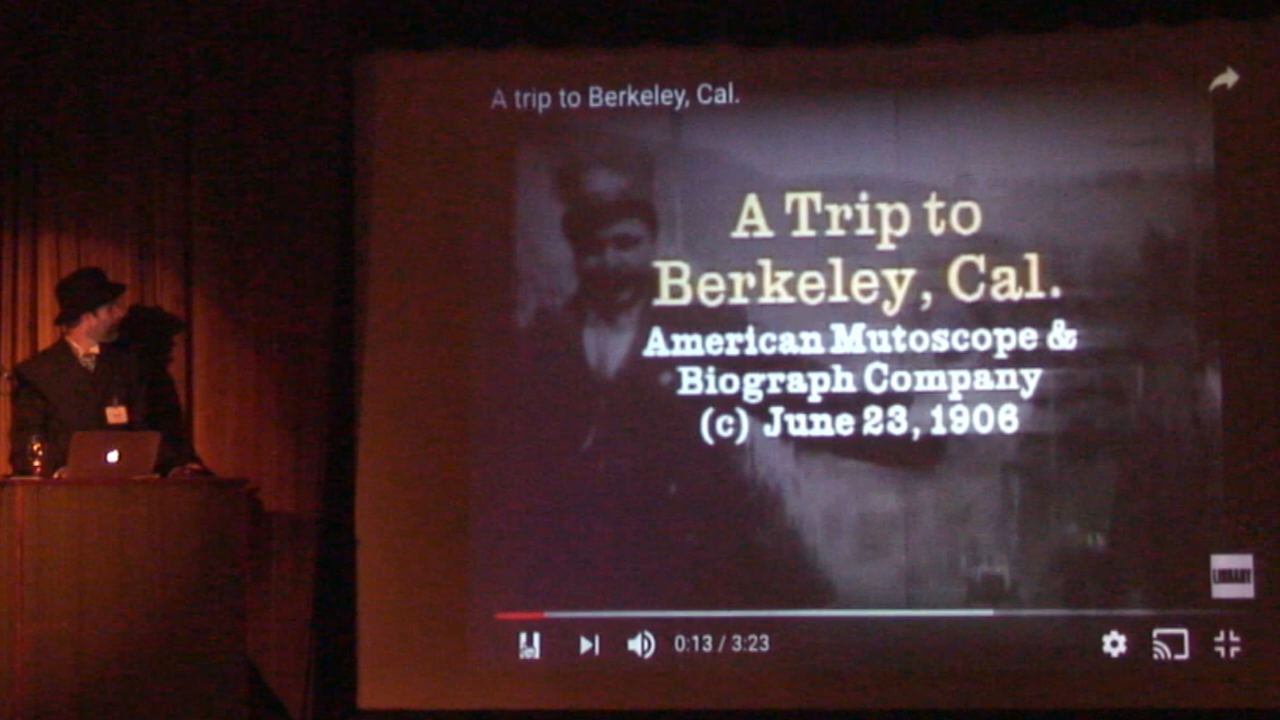 A trip to Berkeley, Cal.
A Trip to
Berkeley, Cal.
American Mutoscope &
Biograph Company
(c) June 23, 1906
LIBRARY
0:13 / 3:23